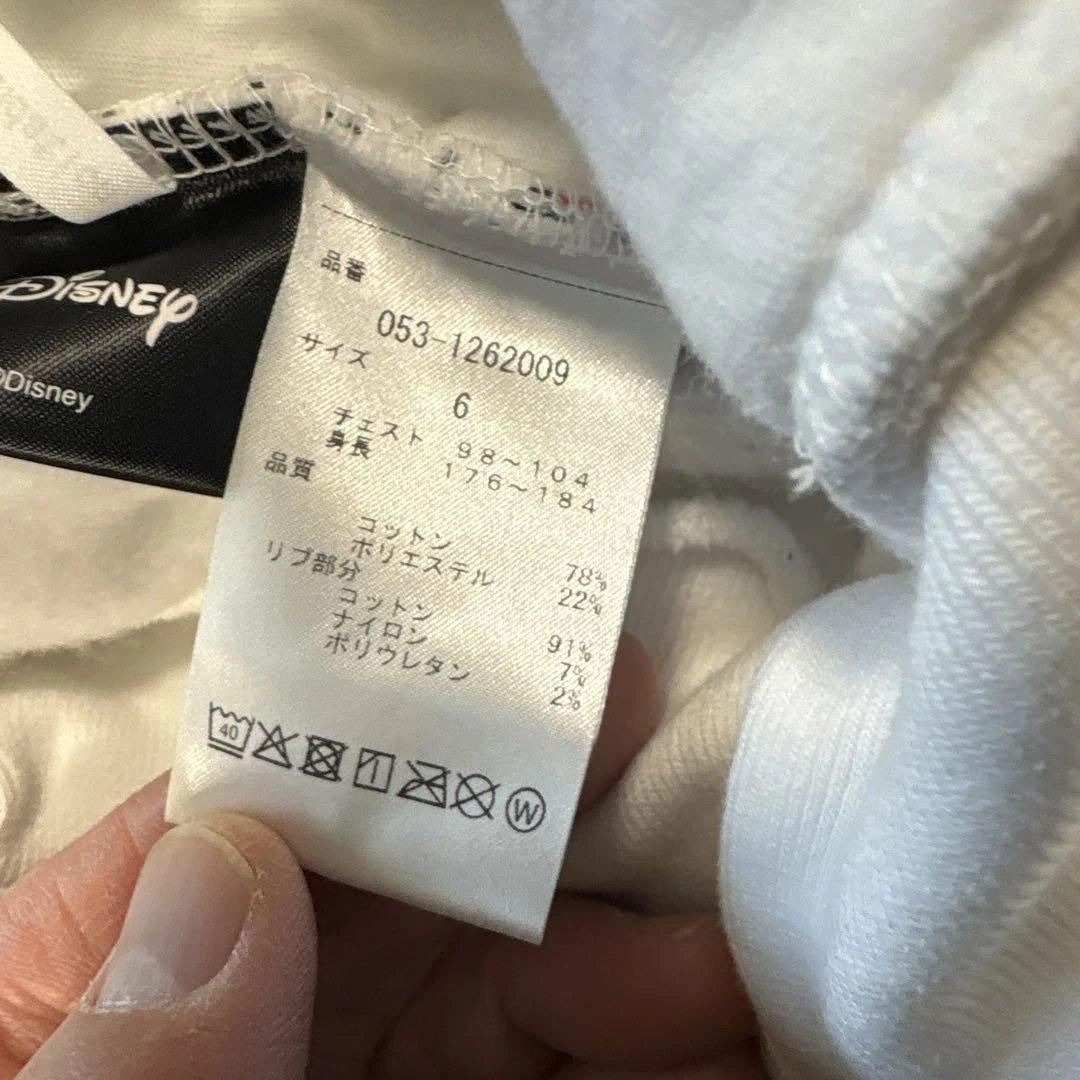 Disney
©Disney
品番
053-1262009
サイズ
6
チェスト 98～104
身長 176～184
品質
コットン 78%
ポリエステル 22%
リブ部分
コットン 91%
ナイロン 7%
ポリウレタン 2%
40
W